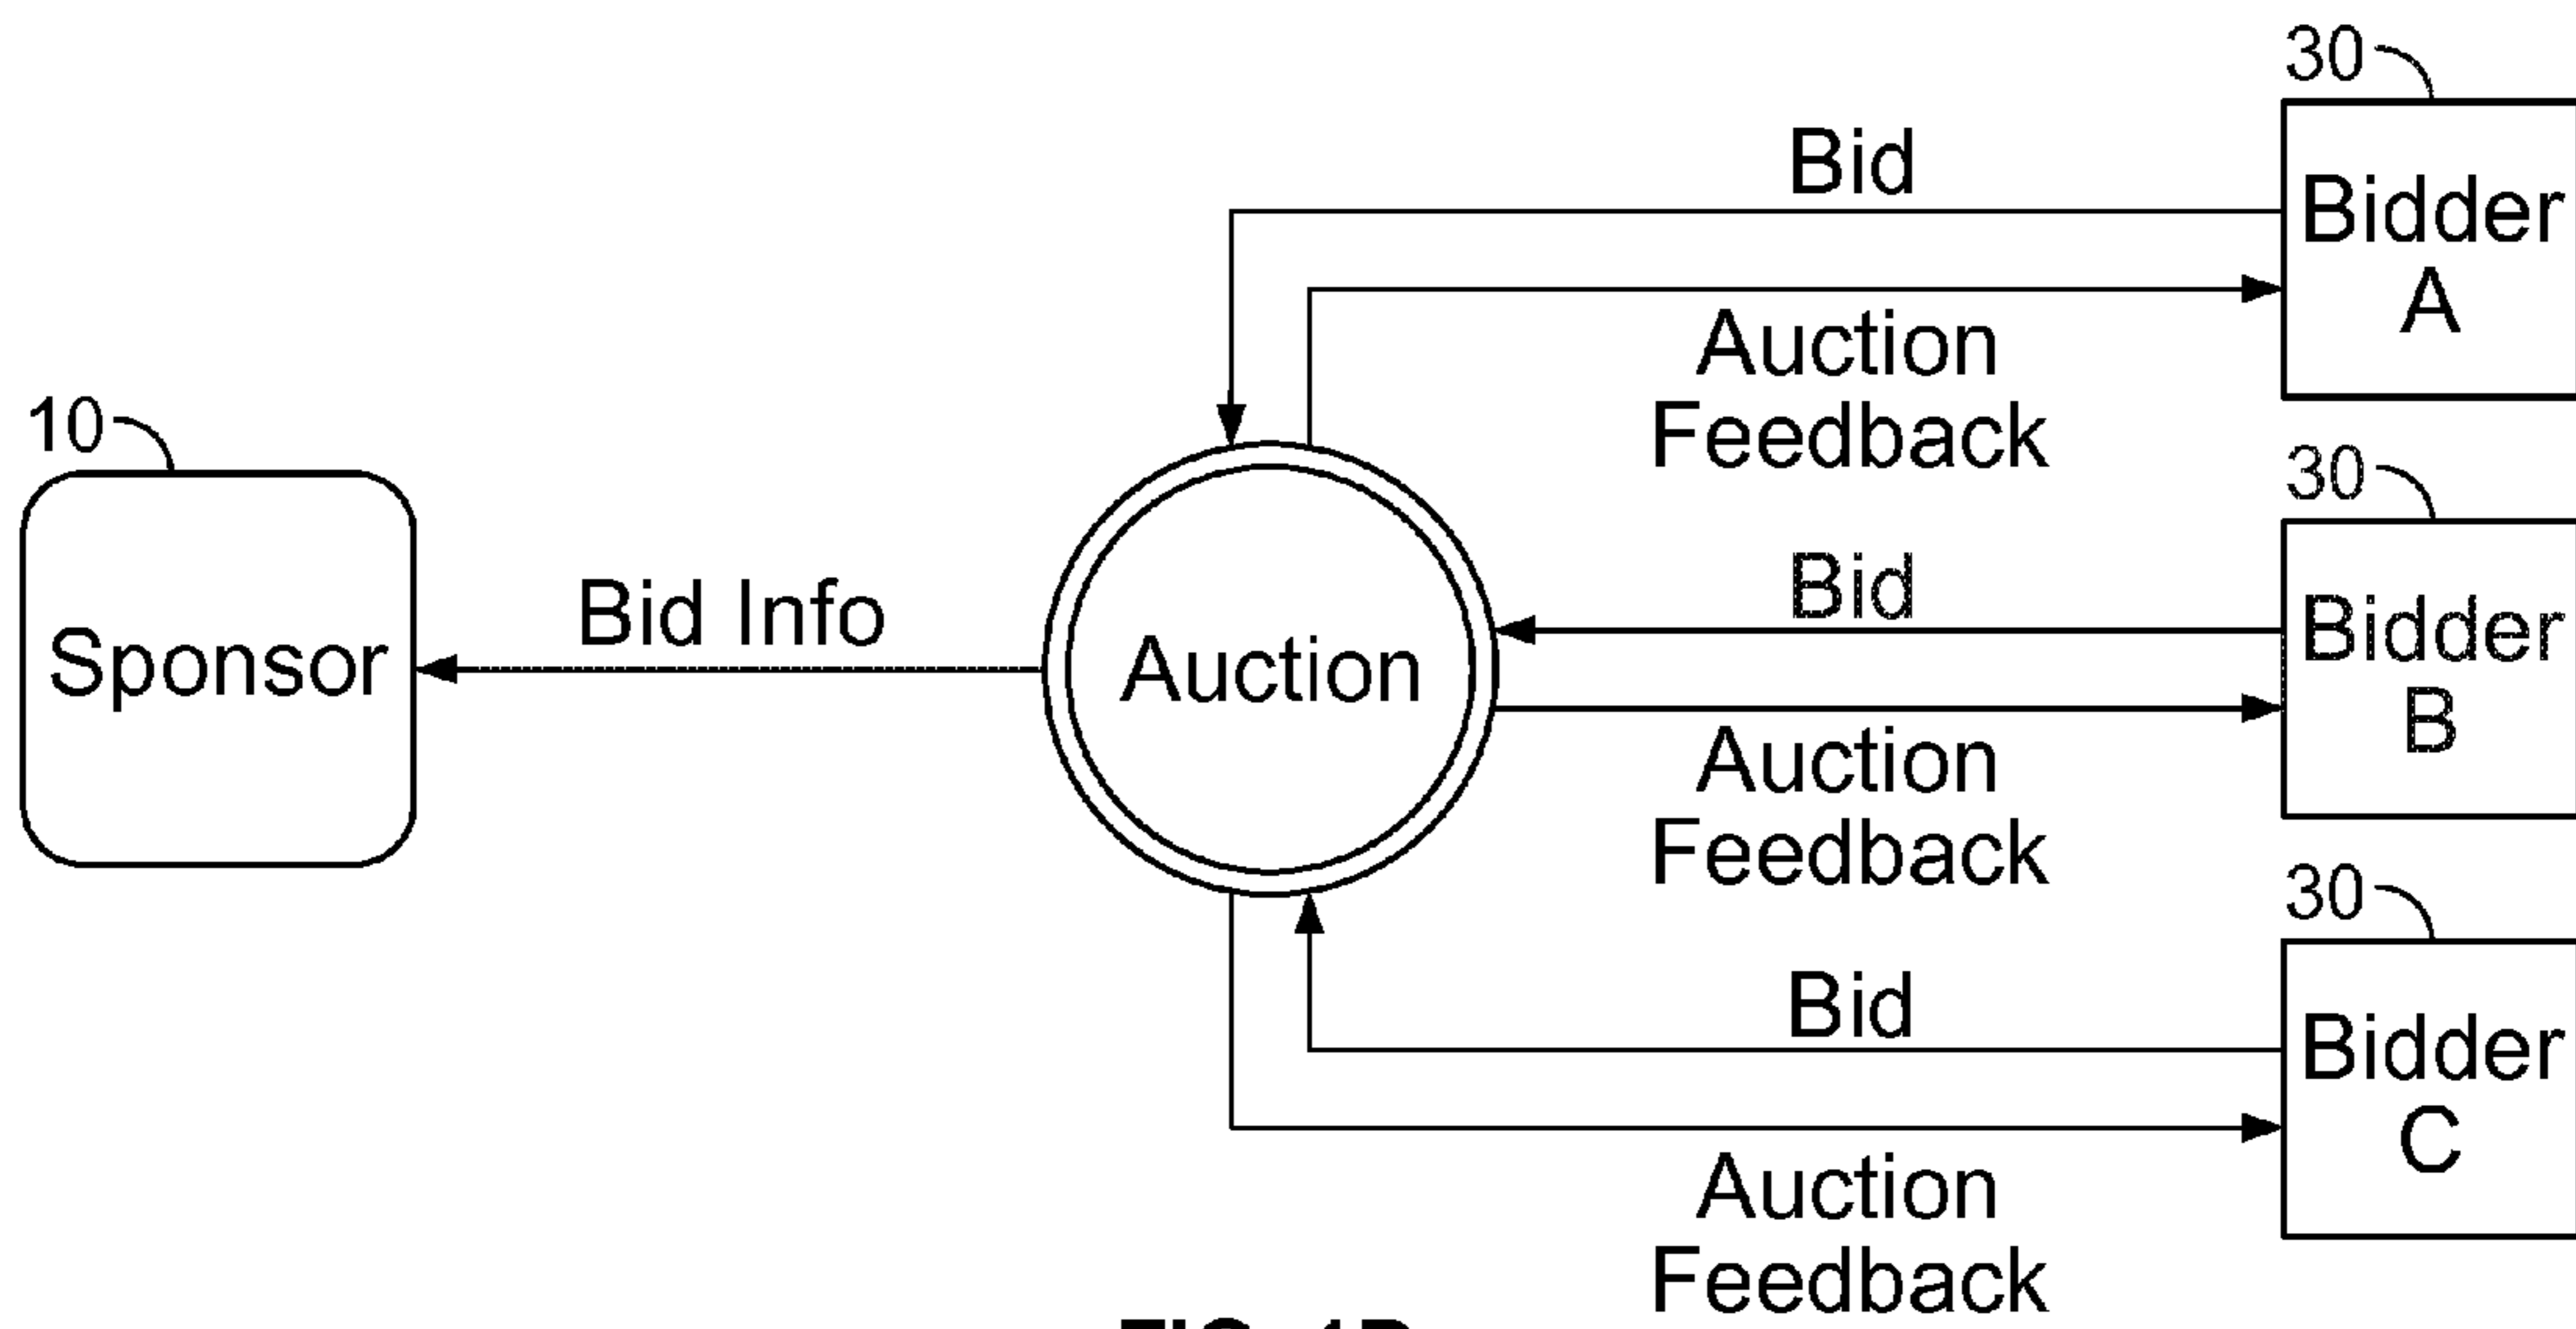 30
Bid
Bidder
A
Auction
Feedback
10
Sponsor
Bid Info
Auction
30
Bid
Bidder
B
Auction
Feedback
30
Bid
Bidder
C
Auction
Feedback